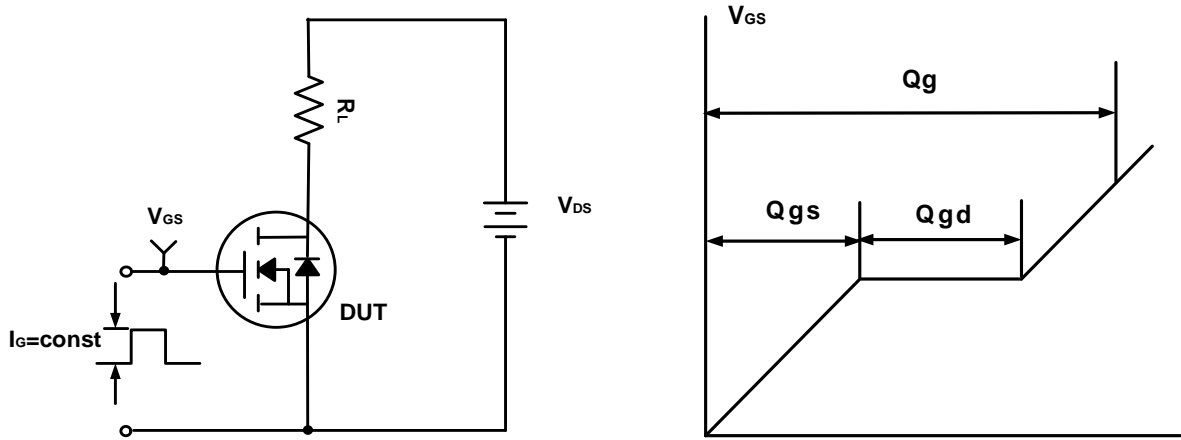 VGS
Qg
RL
VDS
VGS
Qgs
Qgd
DUT
IG=const